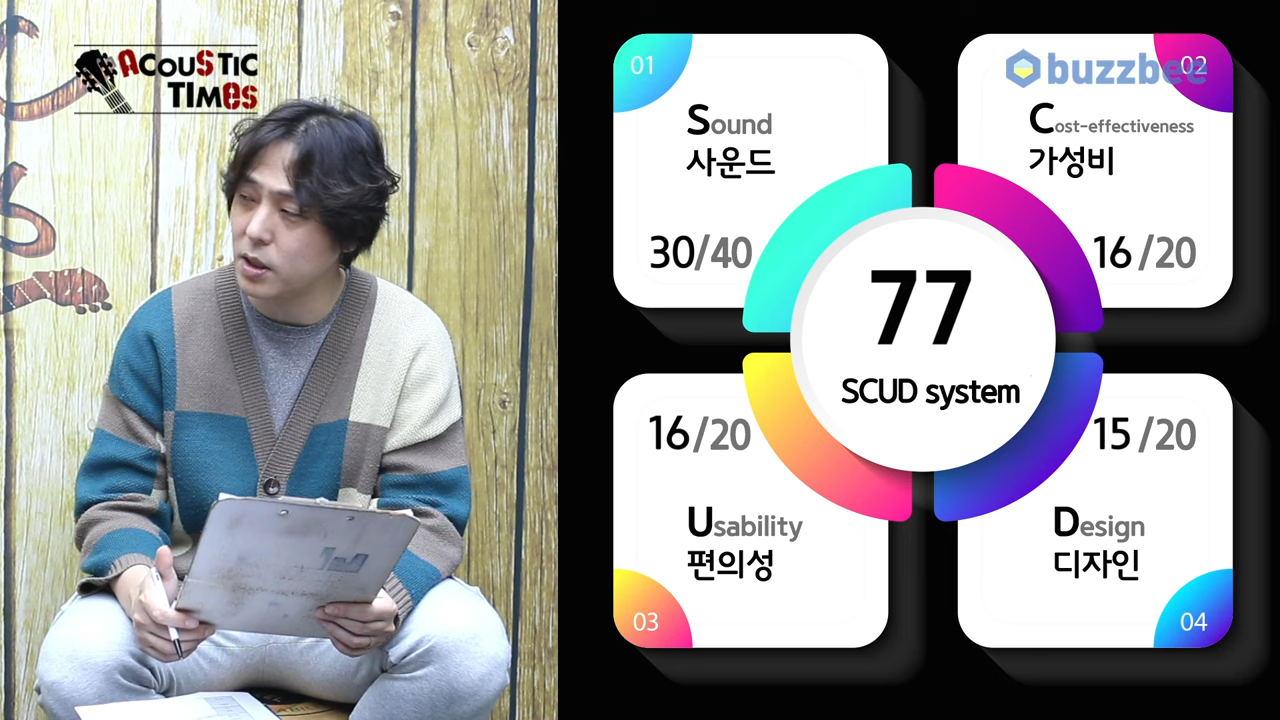 ACOUSTIC
TIMES
01
Sound
사운드
30/40
buzzbee
02
Cost-effectiveness
가성비
16/20
77
SCUD system
16/20
Usability
편의성
03
15/20
Design
디자인
04